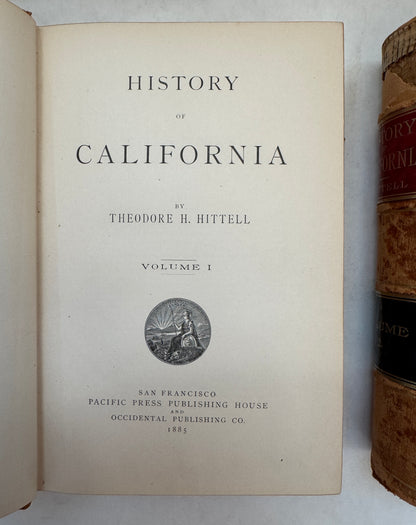 HISTORY
OF
CALIFORNIA
BY
THEODORE H. HITTELL
VOLUME I
SAN FRANCISCO
PACIFIC PRESS PUBLISHING HOUSE
AND
OCCIDENTAL PUBLISHING CO.
1885